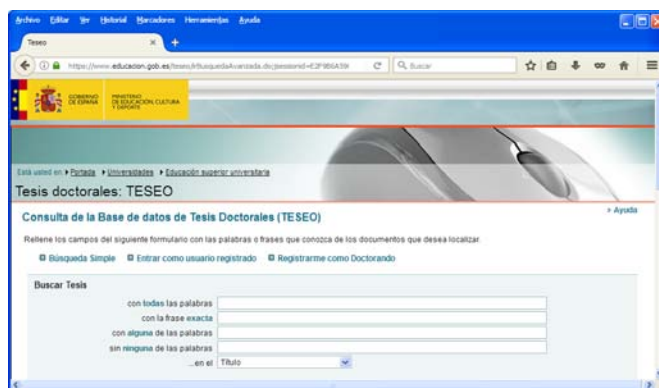 Archivo Editar Ver Historial Marcadores Herramientas Ayuda
Teseo
https://www.educacion.gob.es/teseo/irBusquedaAvanzada.do;jsessionid=
Buscar
GOBIERNO DE ESPAÑA
MINISTERIO DE EDUCACIÓN, CULTURA Y DEPORTE
Está usted en Portada Universidades Educación superior universitaria
Tesis doctorales: TESEO
Ayuda
Consulta de la Base de datos de Tesis Doctorales (TESEO)
Rellene los campos del siguiente formulario con las palabras o frases que conozca de los documentos que desea localizar.
Búsqueda Simple Entrar como usuario registrado Registrarme como Doctorando
Buscar Tesis
con todas las palabras
con la frase exacta
con alguna de las palabras
sin ninguna de las palabras
...en el Título